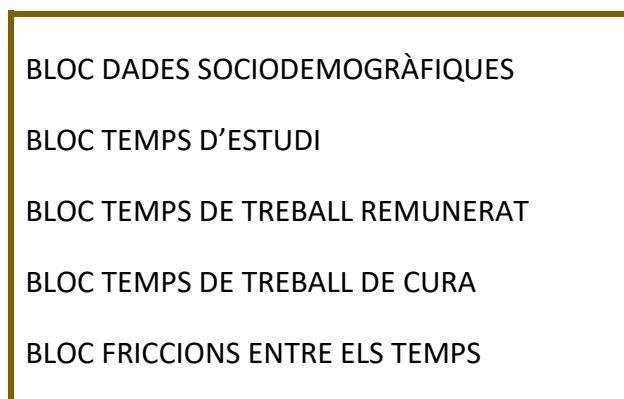 BLOC DADES SOCIODEMOGRÀFIQUES
BLOC TEMPS D’ESTUDI
BLOC TEMPS DE TREBALL REMUNERAT
BLOC TEMPS DE TREBALL DE CURA
BLOC FRICCIONS ENTRE ELS TEMPS